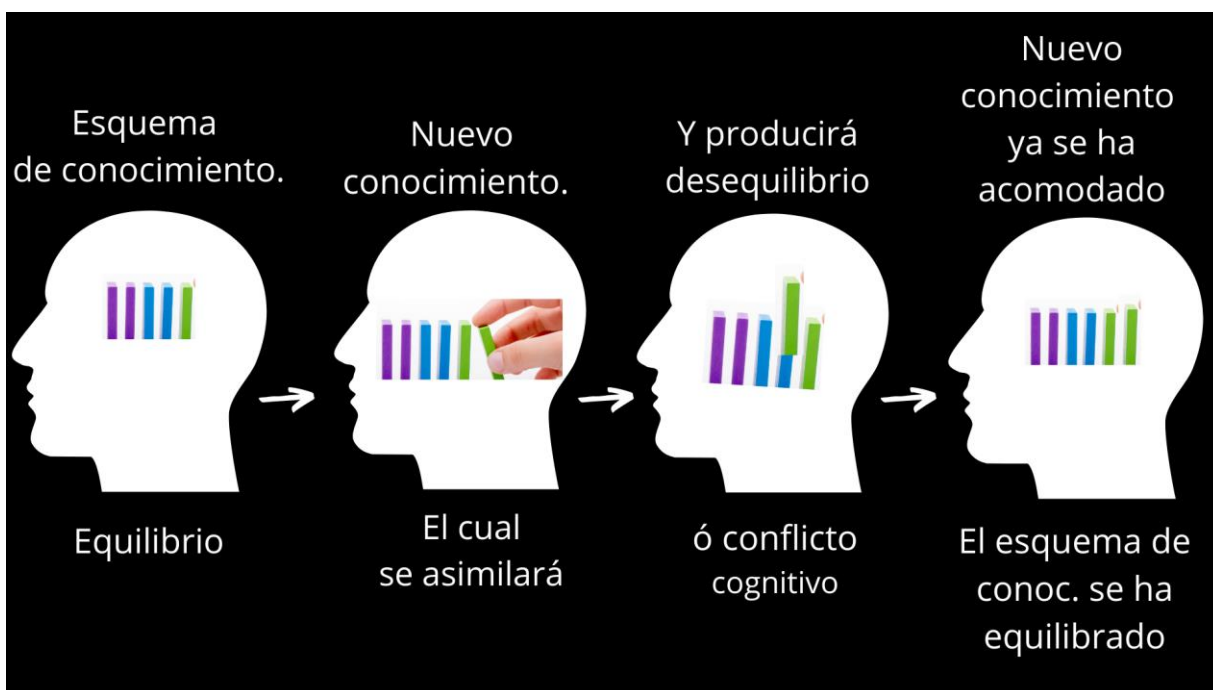 Esquema
de conocimiento.
Equilibrio
Nuevo
conocimiento.
El cual
se asimilará
Y producirá
desequilibrio
ó conflicto
cognitivo
Nuevo
conocimiento
ya se ha
acomodado
El esquema de
conoc. se ha
equilibrado